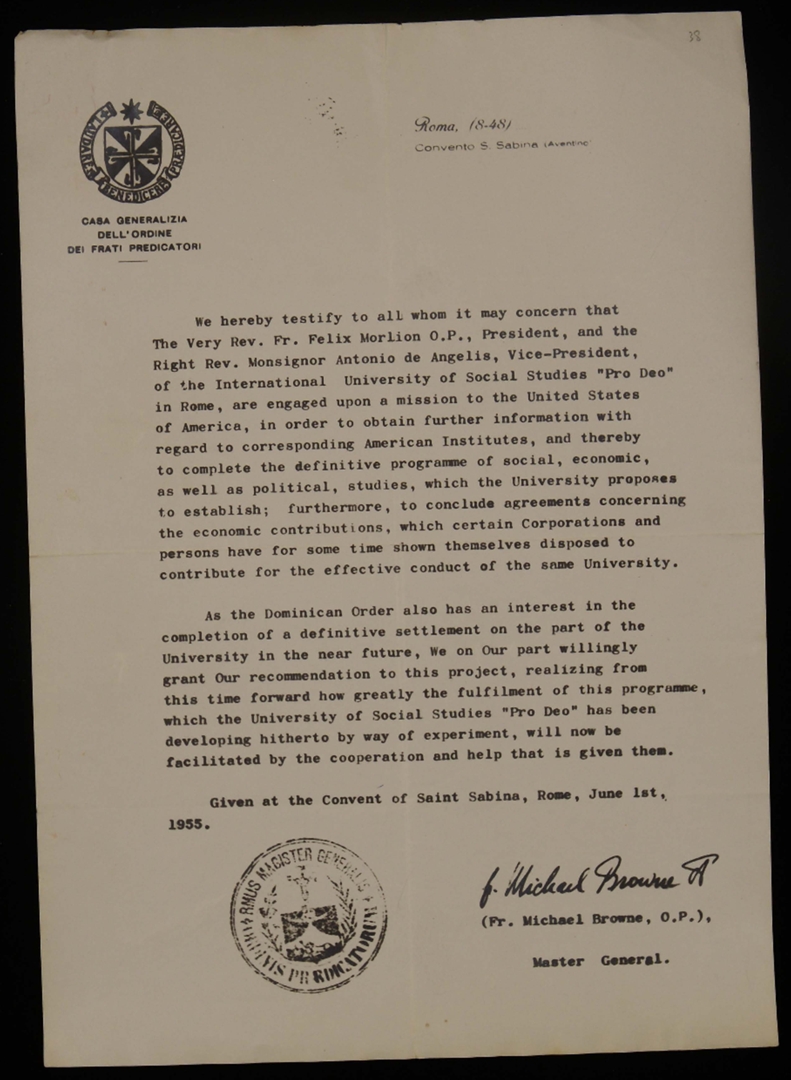 38
LAUDARE BENEDICERE PRÆDICARE
Roma, (8-48)
Convento S. Sabina (Aventino)
CASA GENERALIZIA
DELL'ORDINE
DEI FRATI PREDICATORI
We hereby testify to all whom it may concern that
The Very Rev. Fr. Felix Morlion O.P., President, and the
Right Rev. Monsignor Antonio de Angelis, Vice-President,
of the International University of Social Studies "Pro Deo"
in Rome, are engaged upon a mission to the United States
of America, in order to obtain further information with
regard to corresponding American Institutes, and thereby
to complete the definitive programme of social, economic,
as well as political, studies, which the University proposes
to establish; furthermore, to conclude agreements concerning
the economic contributions, which certain Corporations and
persons have for some time shown themselves disposed to
contribute for the effective conduct of the same University.
As the Dominican Order also has an interest in the
completion of a definitive settlement on the part of the
University in the near future, We on Our part willingly
grant Our recommendation to this project, realizing from
this time forward how greatly the fulfilment of this programme,
which the University of Social Studies "Pro Deo" has been
developing hitherto by way of experiment, will now be
facilitated by the cooperation and help that is given them.
Given at the Convent of Saint Sabina, Rome, June 1st,
1955.
RMUS MAGISTER GENERALIS
ORDINIS PRÆDICATORUM
f. Michael Browne
(Fr. Michael Browne, O.P.),
Master General.